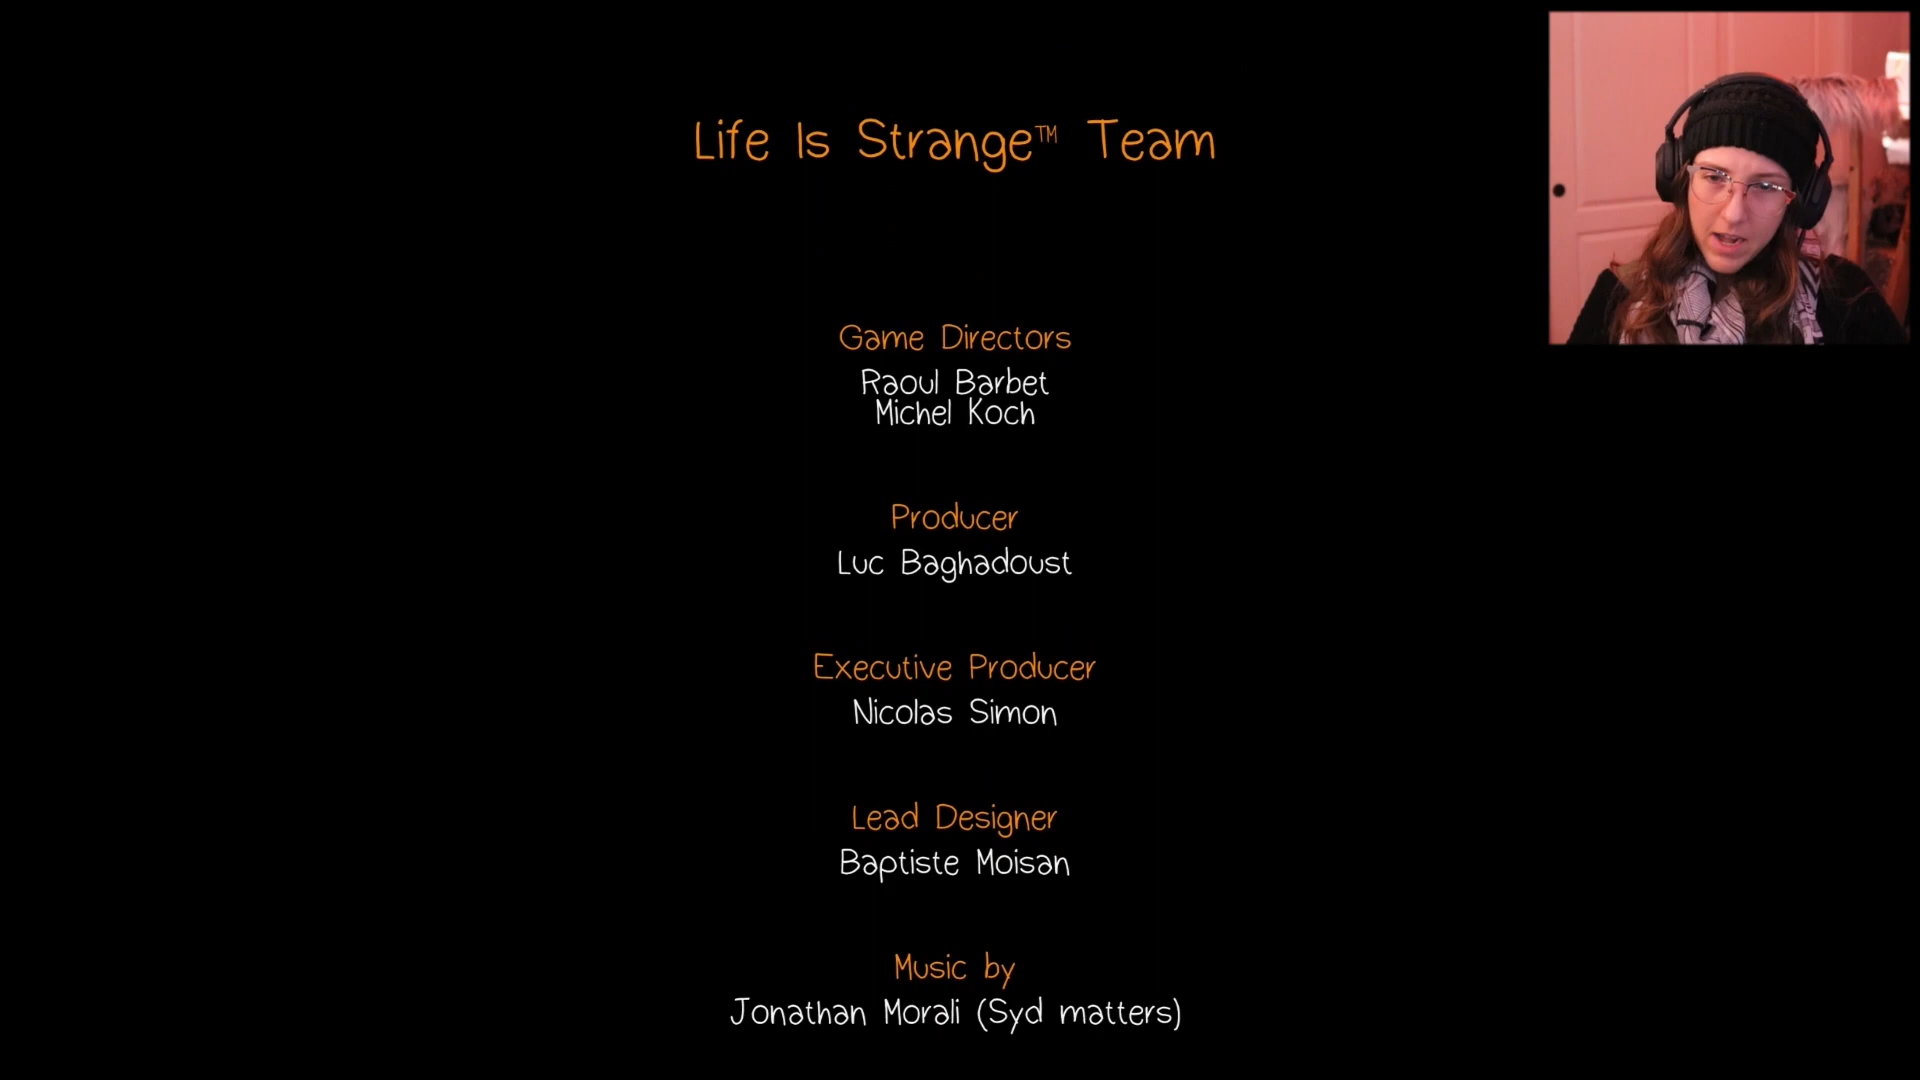 Life Is Strange™ Team
Game Directors
Raoul Barbet
Michel Koch
Producer
Luc Baghadoust
Executive Producer
Nicolas Simon
Lead Designer
Baptiste Moisan
Music by
Jonathan Morali (Syd matters)